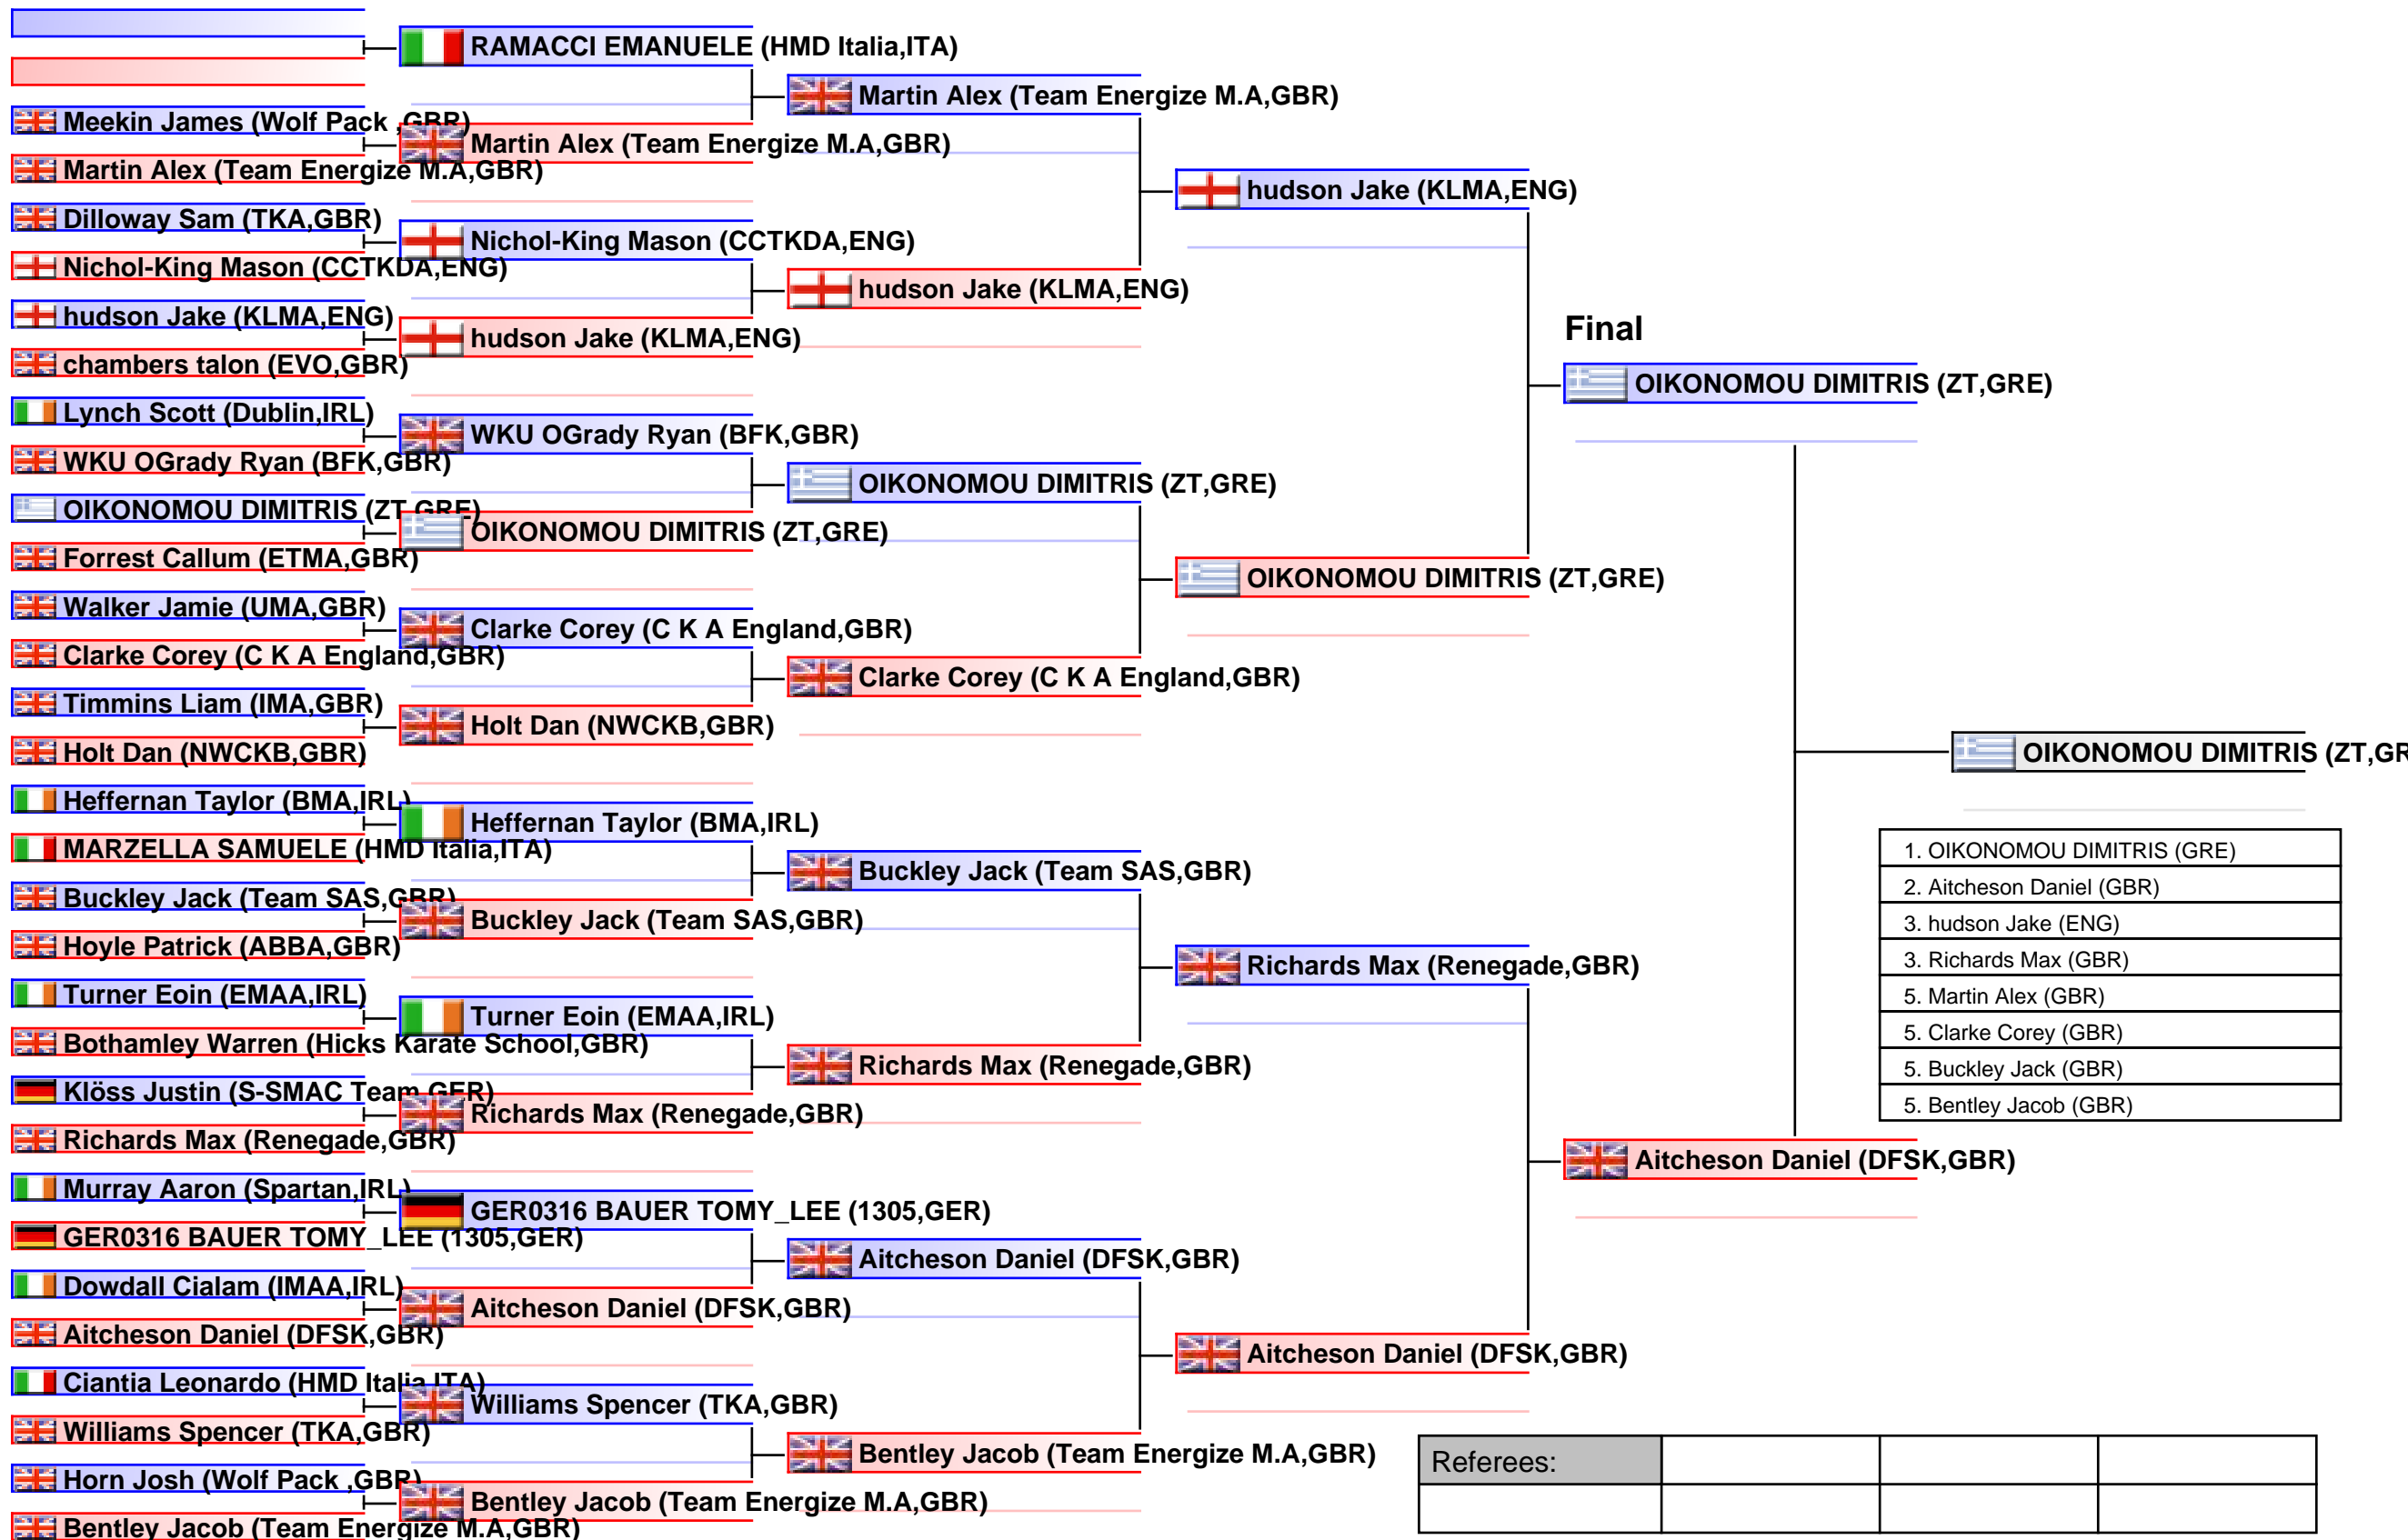 Meekin James (Wolf Pack ,GBR)
Martin Alex (Team Energize M.A,GBR)
Dilloway Sam (TKA,GBR)
Nichol-King Mason (CCTKDA,ENG)
hudson Jake (KLMA,ENG)
chambers talon (EVO,GBR)
Lynch Scott (Dublin,IRL)
WKU OGrady Ryan (BFK,GBR)
OIKONOMOU DIMITRIS (ZT,GRE)
Forrest Callum (ETMA,GBR)
Walker Jamie (UMA,GBR)
Clarke Corey (C K A England,GBR)
Timmins Liam (IMA,GBR)
Holt Dan (NWCKB,GBR)
Heffernan Taylor (BMA,IRL)
MARZELLA SAMUELE (HMD Italia,ITA)
Buckley Jack (Team SAS,GBR)
Hoyle Patrick (ABBA,GBR)
Turner Eoin (EMAA,IRL)
Bothamley Warren (Hicks Karate School,GBR)
Klöss Justin (S-SMAC Team,GER)
Richards Max (Renegade,GBR)
Murray Aaron (Spartan,IRL)
GER0316 BAUER TOMY_LEE (1305,GER)
Dowdall Cialam (IMAA,IRL)
Aitcheson Daniel (DFSK,GBR)
Ciantia Leonardo (HMD Italia,ITA)
Williams Spencer (TKA,GBR)
Horn Josh (Wolf Pack ,GBR)
Bentley Jacob (Team Energize M.A,GBR)
RAMACCI EMANUELE (HMD Italia,ITA)
Martin Alex (Team Energize M.A,GBR)
Nichol-King Mason (CCTKDA,ENG)
hudson Jake (KLMA,ENG)
WKU OGrady Ryan (BFK,GBR)
OIKONOMOU DIMITRIS (ZT,GRE)
Clarke Corey (C K A England,GBR)
Holt Dan (NWCKB,GBR)
Heffernan Taylor (BMA,IRL)
Buckley Jack (Team SAS,GBR)
Turner Eoin (EMAA,IRL)
Richards Max (Renegade,GBR)
GER0316 BAUER TOMY_LEE (1305,GER)
Aitcheson Daniel (DFSK,GBR)
Williams Spencer (TKA,GBR)
Bentley Jacob (Team Energize M.A,GBR)
Martin Alex (Team Energize M.A,GBR)
hudson Jake (KLMA,ENG)
OIKONOMOU DIMITRIS (ZT,GRE)
Clarke Corey (C K A England,GBR)
Buckley Jack (Team SAS,GBR)
Richards Max (Renegade,GBR)
Aitcheson Daniel (DFSK,GBR)
Bentley Jacob (Team Energize M.A,GBR)
hudson Jake (KLMA,ENG)
OIKONOMOU DIMITRIS (ZT,GRE)
Richards Max (Renegade,GBR)
Aitcheson Daniel (DFSK,GBR)
Final
OIKONOMOU DIMITRIS (ZT,GRE)
Aitcheson Daniel (DFSK,GBR)
OIKONOMOU DIMITRIS (ZT,GR
1. OIKONOMOU DIMITRIS (GRE)
2. Aitcheson Daniel (GBR)
3. hudson Jake (ENG)
3. Richards Max (GBR)
5. Martin Alex (GBR)
5. Clarke Corey (GBR)
5. Buckley Jack (GBR)
5. Bentley Jacob (GBR)
Referees: